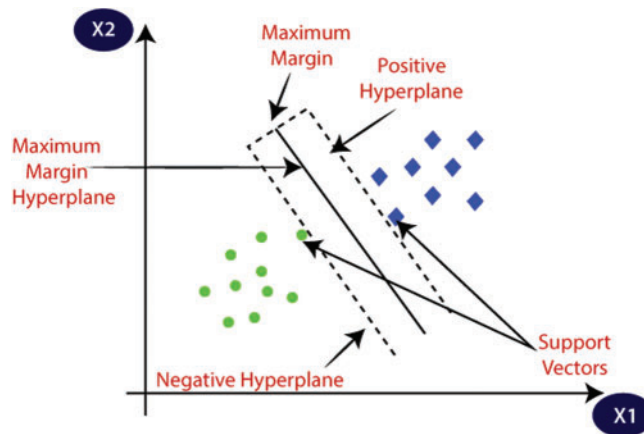 X2
Maximum
Margin
Positive
Hyperplane
Maximum
Margin
Hyperplane
Support
Vectors
Negative Hyperplane
X1